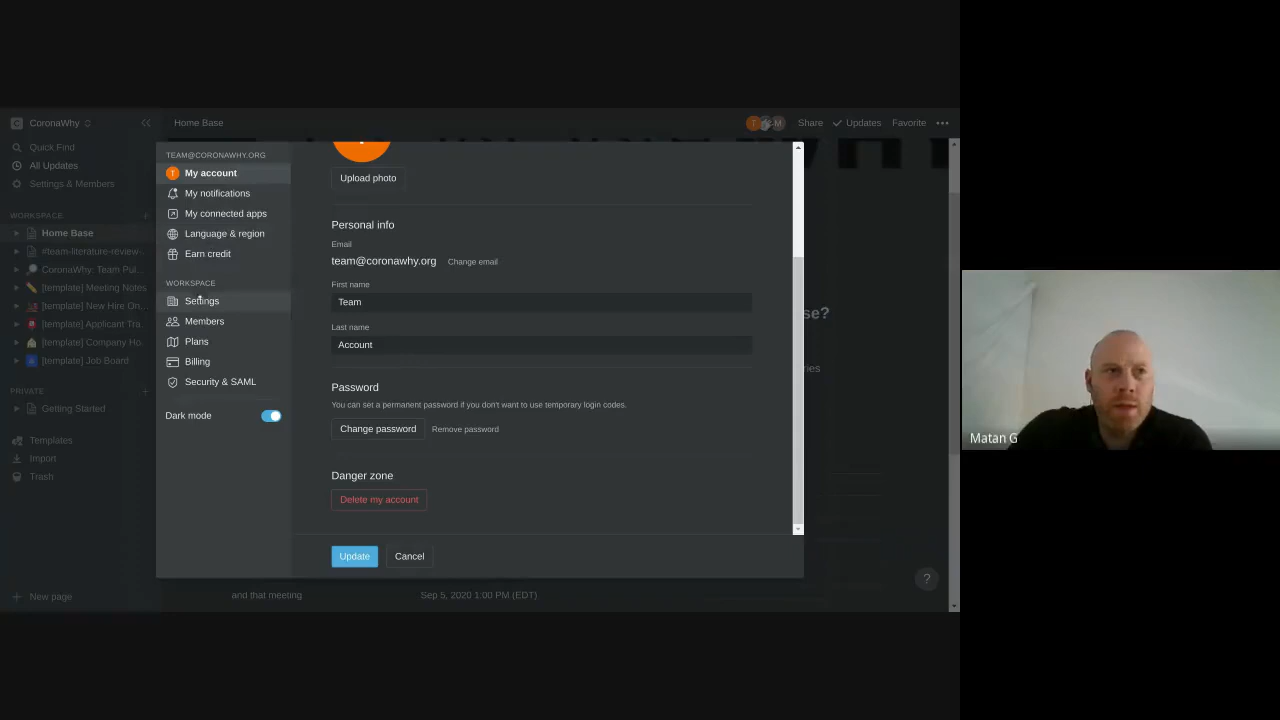 CoronaWhy
Home Base
Share
Updates
Favorite
Quick Find
All Updates
Settings & Members
WORKSPACE
Home Base
#team-literature-review-..
CoronaWhy: Team Pul...
[template] Meeting Notes
[template] New Hire On...
[template] Applicant Tra..
[template] Company Ho..
[template] Job Board
PRIVATE
Getting Started
Templates
Import
Trash
New page
TEAM@CORONAWHY.ORG
T My account
My notifications
My connected apps
Language & region
Earn credit
WORKSPACE
Settings
Members
Plans
Billing
Security & SAML
Dark mode
Upload photo
Personal info
Email
team@coronawhy.org Change email
First name
Team
Last name
Account
Password
You can set a permanent password if you don't want to use temporary login codes.
Change password Remove password
Danger zone
Delete my account
Update Cancel
se?
ies
?
and that meeting Sep 5, 2020 1:00 PM (EDT)
Matan G